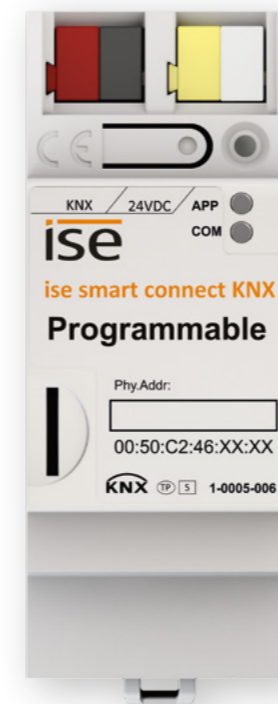 CE
KNX / 24VDC / APP
COM
ise
ise smart connect KNX
Programmable
Phy.Addr:
00:50:C2:46:XX:XX
KNX TP S 1-0005-006